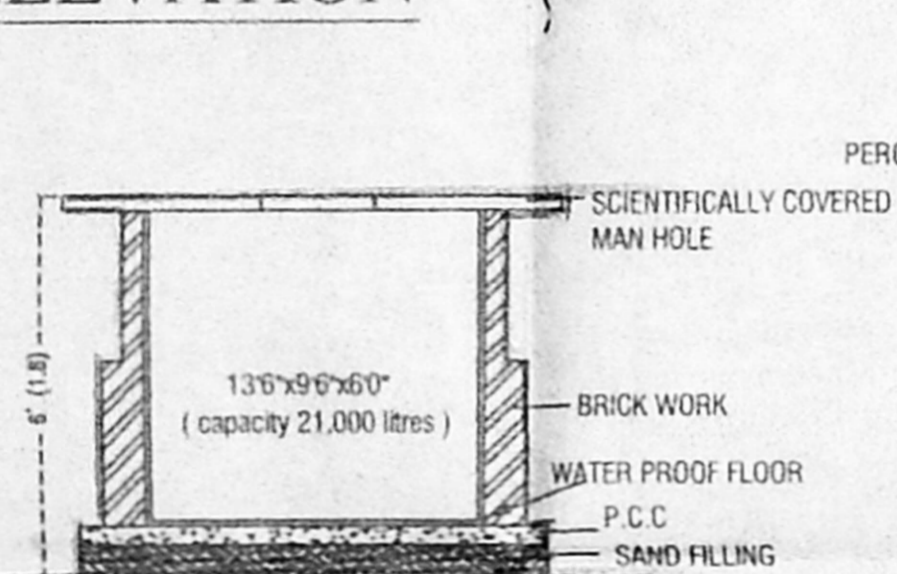 SCIENTIFICALLY COVERED
MAN HOLE
6' (1.8)
13'6"x9'6"x6'0"
( capacity 21,000 litres )
BRICK WORK
WATER PROOF FLOOR
P.C.C
SAND FILLING